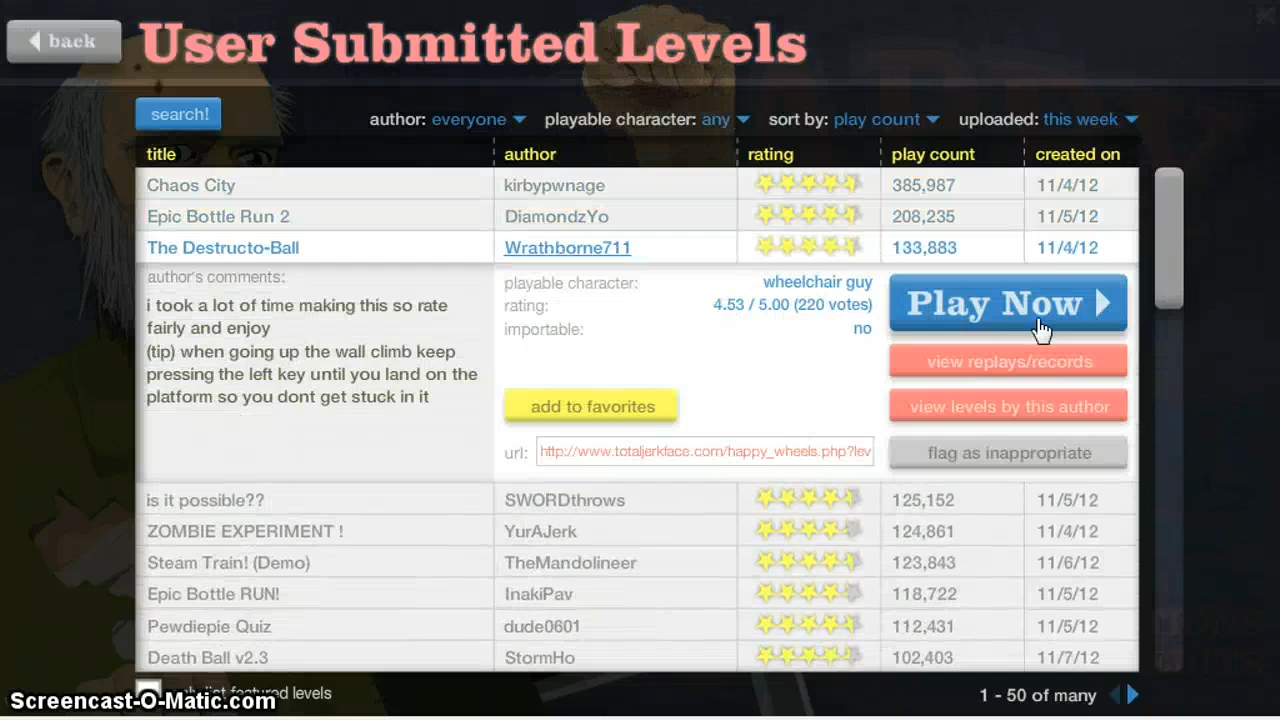 back
User Submitted Levels
search!
author: everyone playable character: any sort by: play count uploaded: this week
title author rating play count created on
Chaos City kirbypwnage 385,987 11/4/12
Epic Bottle Run 2 DiamondzYo 208,235 11/5/12
The Destructo-Ball Wrathborne711 133,883 11/4/12
author's comments:
i took a lot of time making this so rate
fairly and enjoy
(tip) when going up the wall climb keep
pressing the left key until you land on the
platform so you dont get stuck in it
playable character: wheelchair guy
rating: 4.53 / 5.00 (220 votes)
importable: no
add to favorites
url: http://www.totaljerkface.com/happy_wheels.php?lev
Play Now
view replays/records
view levels by this author
flag as inappropriate
is it possible?? SWORDthrows 125,152 11/5/12
ZOMBIE EXPERIMENT ! YurAJerk 124,861 11/4/12
Steam Train! (Demo) TheMandolineer 123,843 11/6/12
Epic Bottle RUN! InakiPav 118,722 11/5/12
Pewdiepie Quiz dude0601 112,431 11/5/12
Death Ball v2.3 StormHo 102,403 11/7/12
list featured levels
1 - 50 of many
Screencast-O-Matic.com